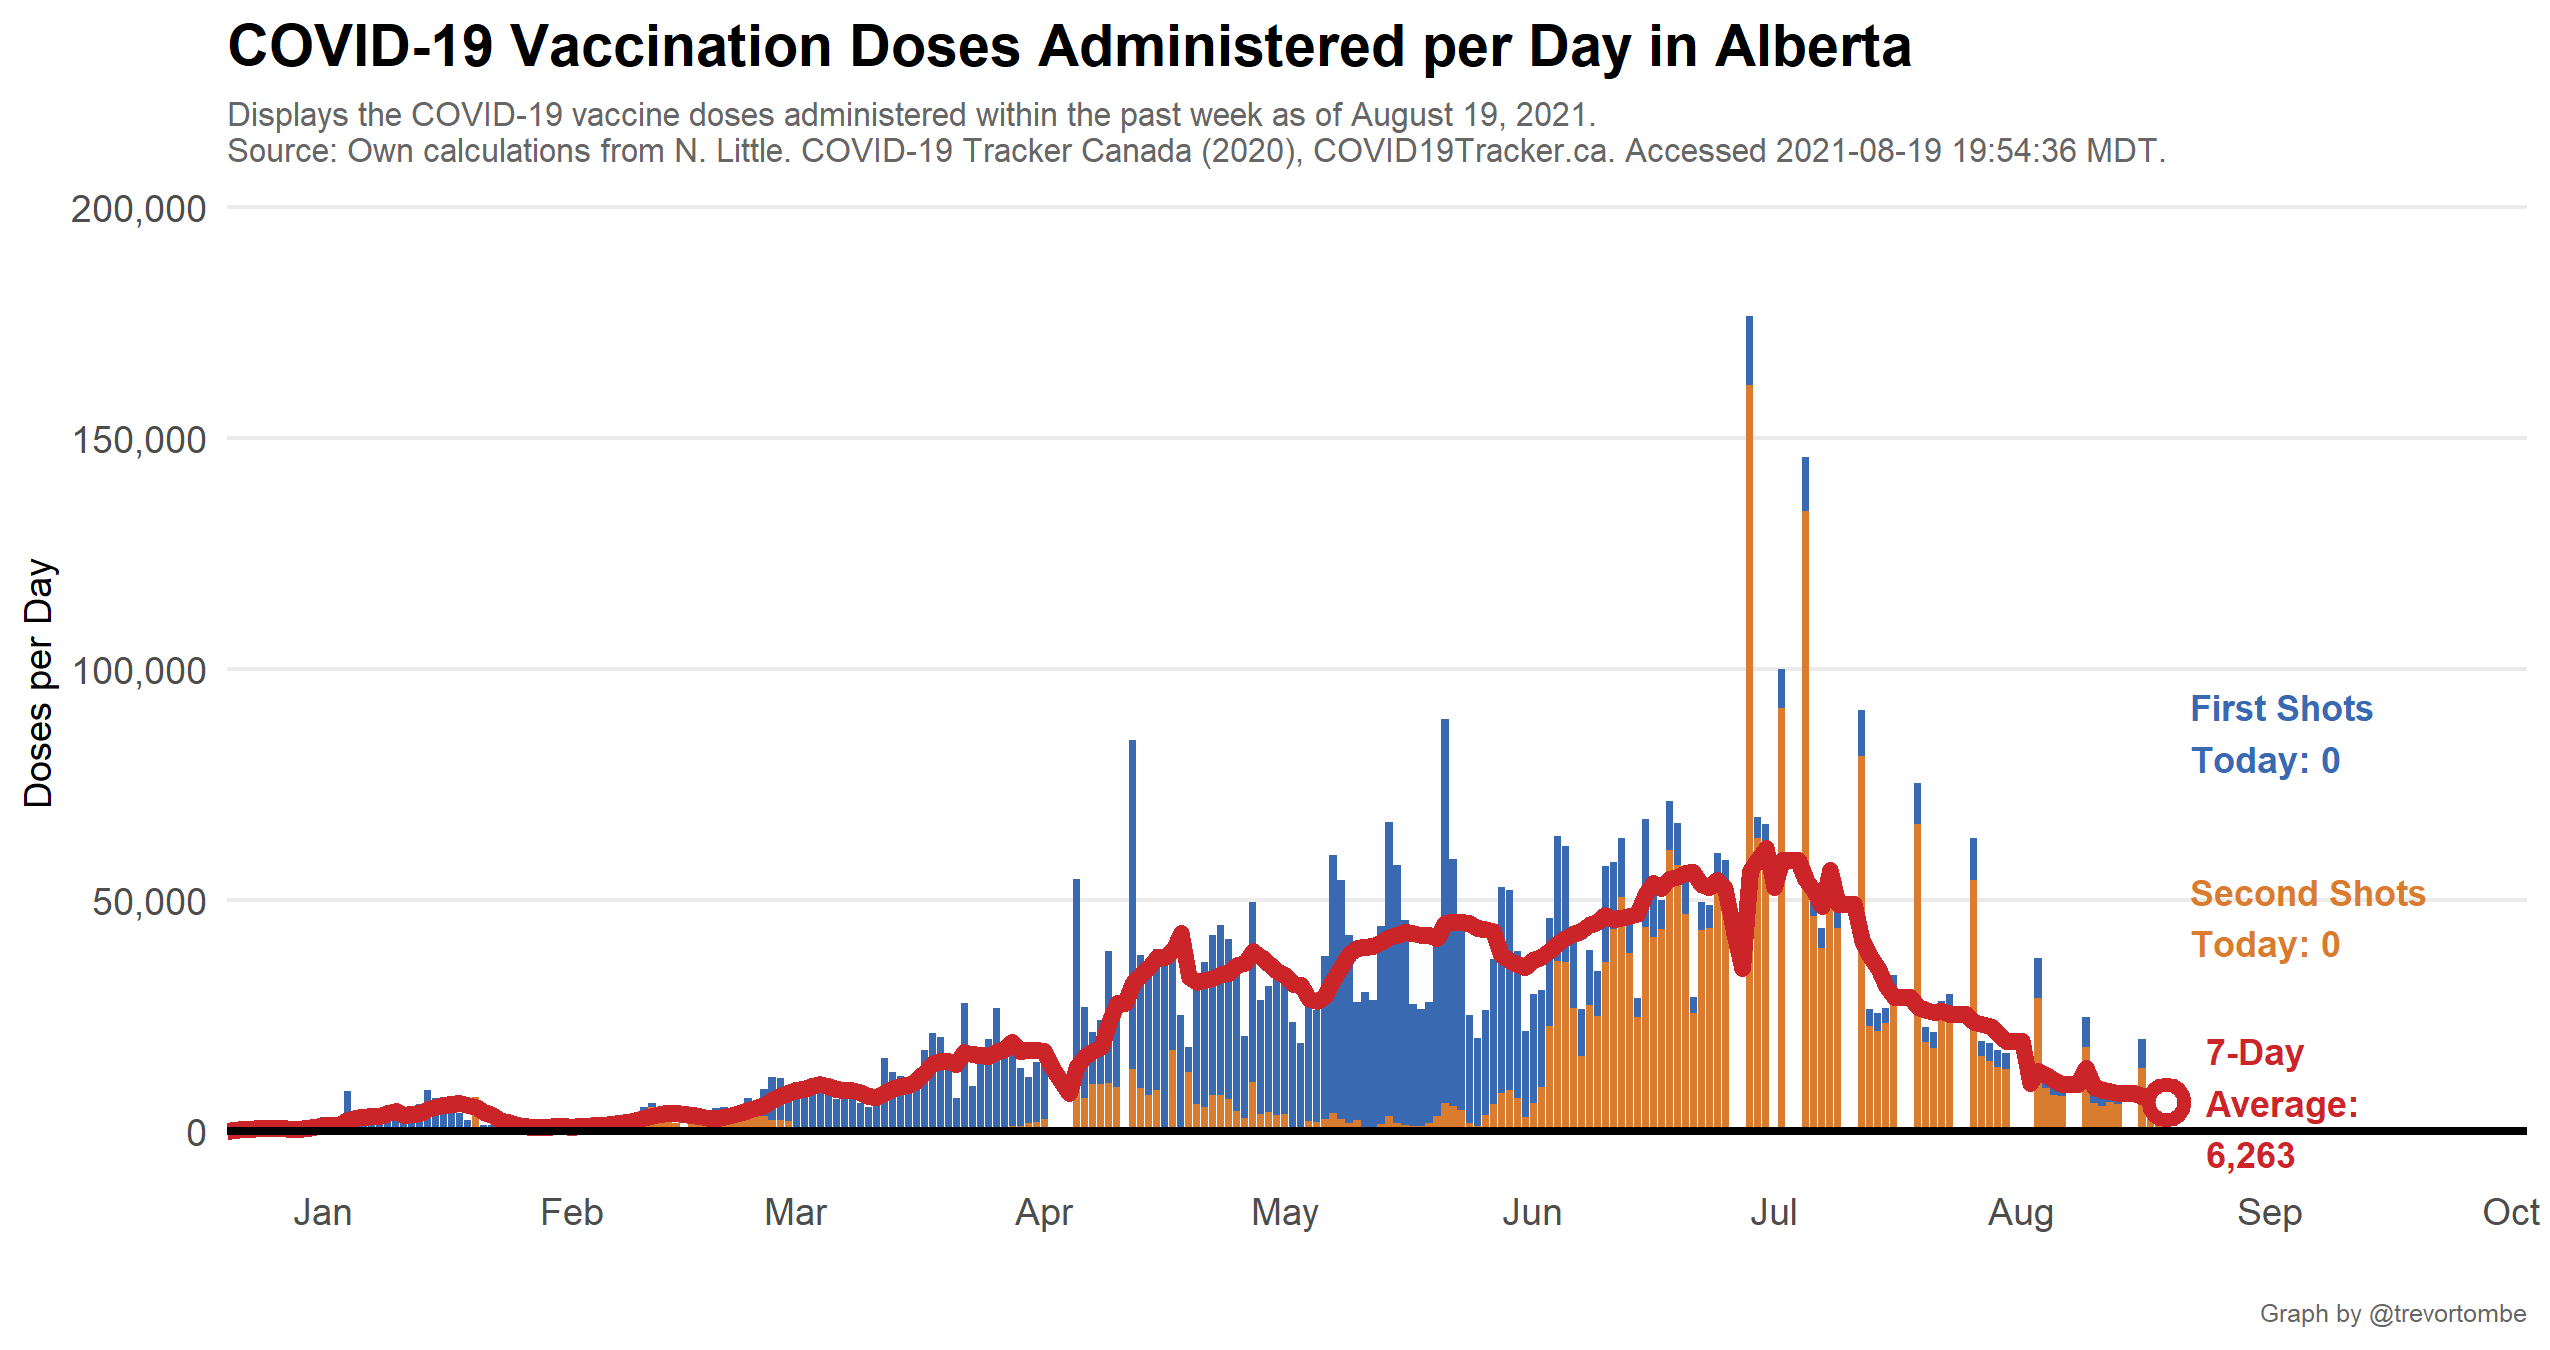 COVID-19 Vaccination Doses Administered per Day in Alberta
Displays the COVID-19 vaccine doses administered within the past week as of August 19, 2021.
Source: Own calculations from N. Little. COVID-19 Tracker Canada (2020), COVID19Tracker.ca. Accessed 2021-08-19 19:54:36 MDT.
Doses per Day
200,000
150,000
100,000
50,000
0
First Shots
Today: 0
Second Shots
Today: 0
7-Day
Average:
6,263
Jan Feb Mar Apr May Jun Jul Aug Sep Oct
Graph by @trevortombe